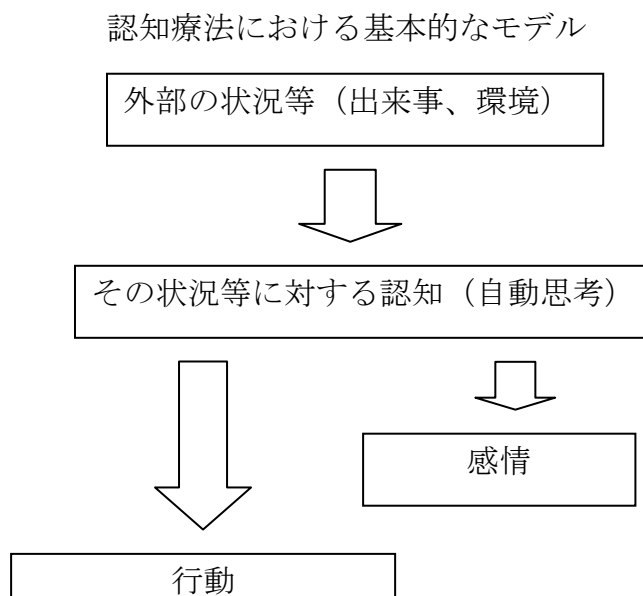 認知療法における基本的なモデル
外部の状況等（出来事、環境）
その状況等に対する認知（自動思考）
感情
行動